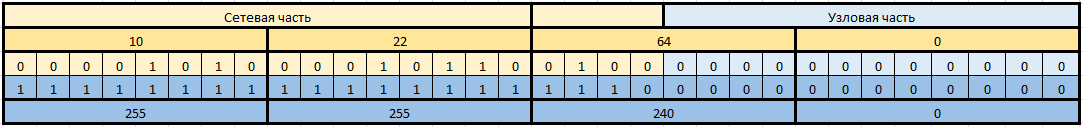 Сетевая часть Узловая часть
10 22 64 0
0 0 0 0 1 0 1 0 0 0 0 1 0 1 1 0 0 1 0 0 0 0 0 0 0 0 0 0 0 0 0 0
1 1 1 1 1 1 1 1 1 1 1 1 1 1 1 1 1 1 1 0 0 0 0 0 0 0 0 0 0 0 0 0
255 255 240 0